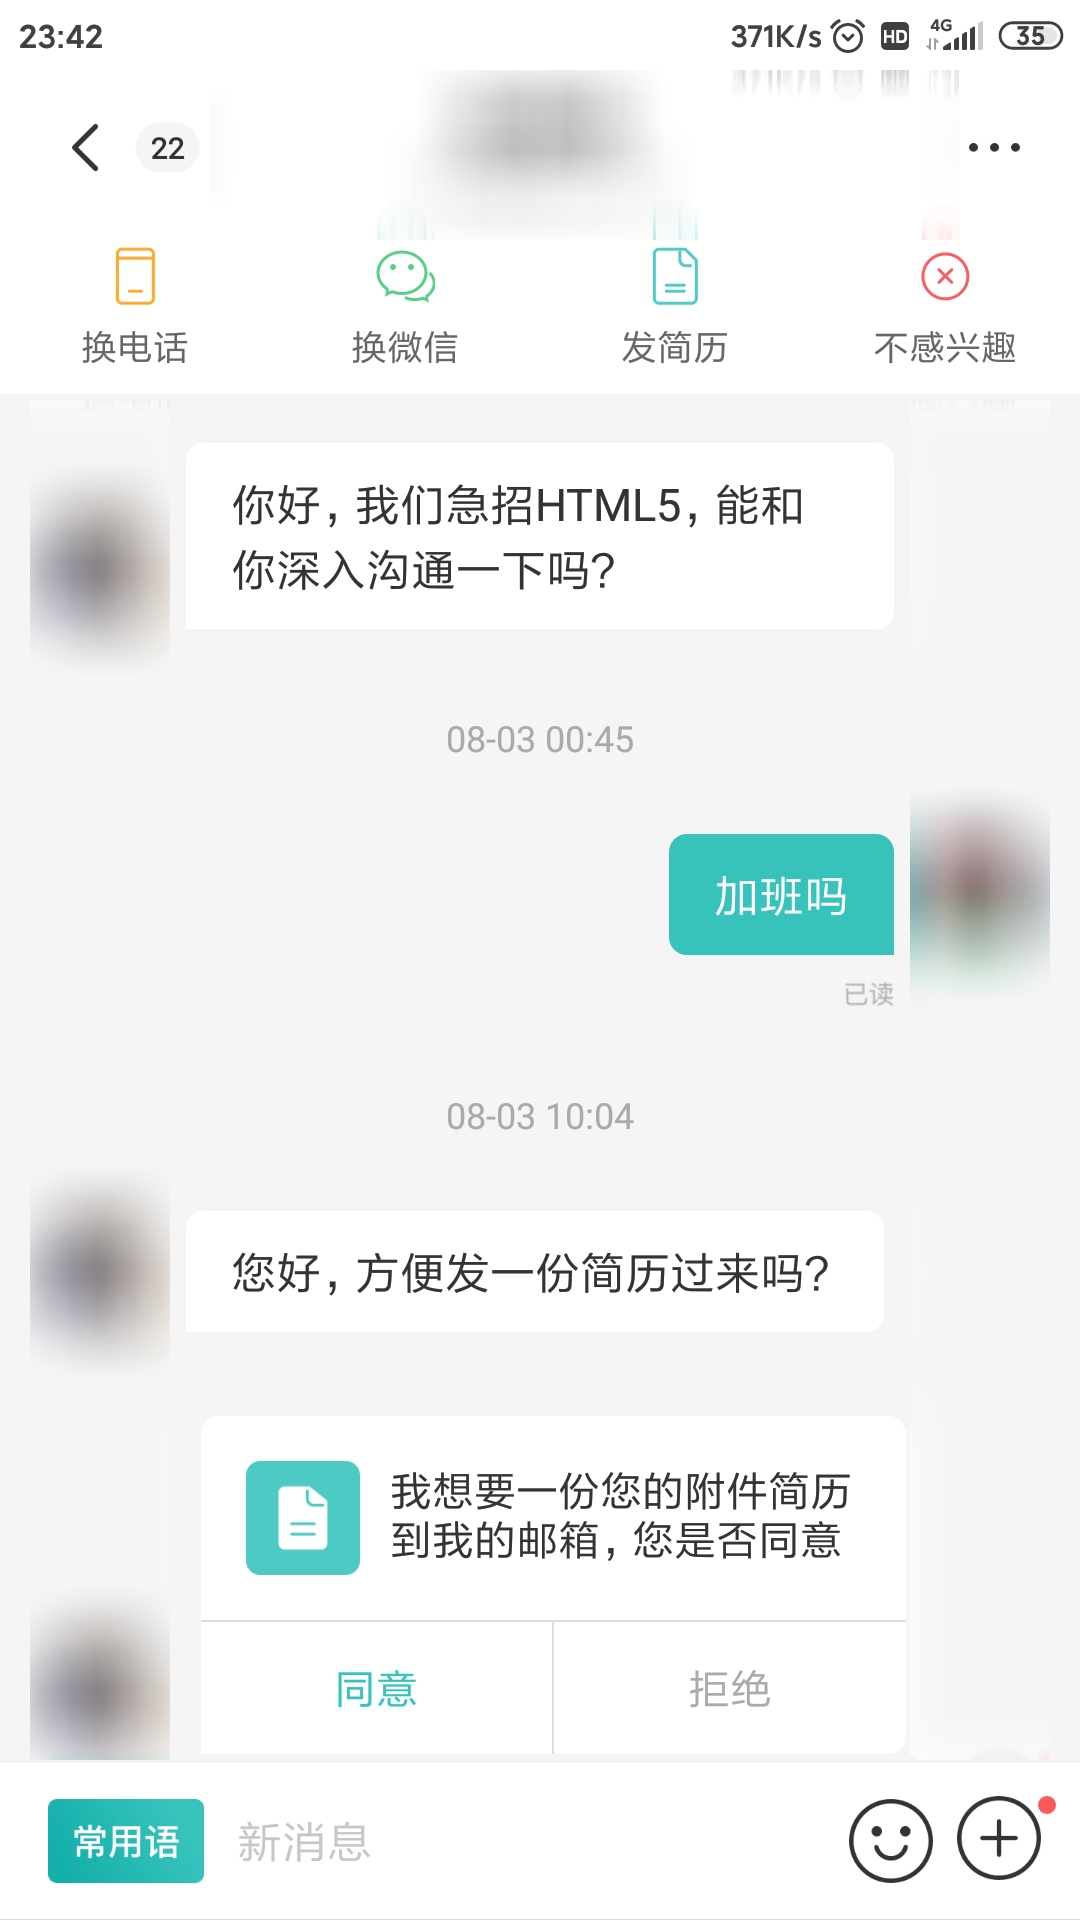 23:42
371K/s HD 4G 35
22
换电话
换微信
发简历
不感兴趣
你好，我们急招HTML5，能和
你深入沟通一下吗？
08-03 00:45
加班吗
已读
08-03 10:04
您好，方便发一份简历过来吗？
我想要一份您的附件简历
到我的邮箱，您是否同意
同意
拒绝
常用语
新消息